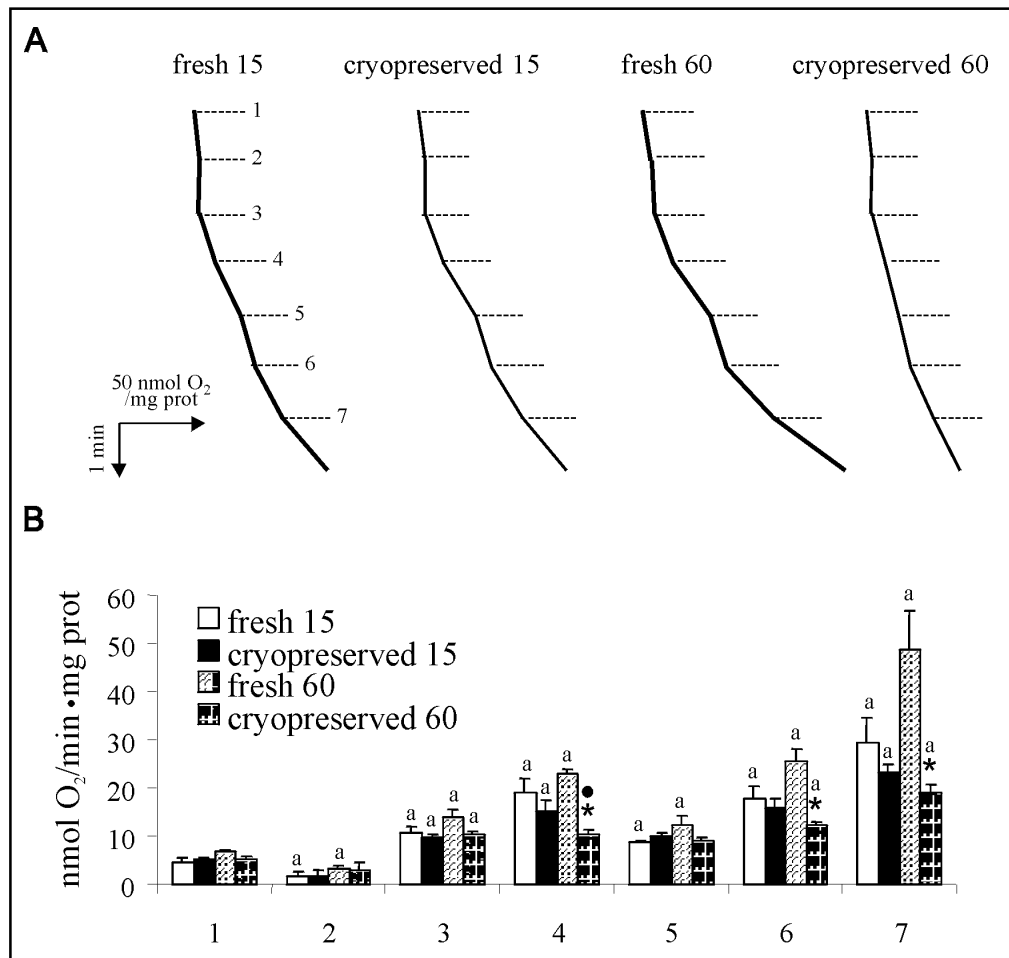 A
fresh 15
cryopreserved 15
fresh 60
cryopreserved 60
1
2
3
4
5
6
7
50 nmol O₂
/mg prot
1 min
B
nmol O₂/min •mg prot
60
50
40
30
20
10
0
fresh 15
cryopreserved 15
fresh 60
cryopreserved 60
a a
a a a a
a a a ● *
a
a a *
a a a a *
1 2 3 4 5 6 7